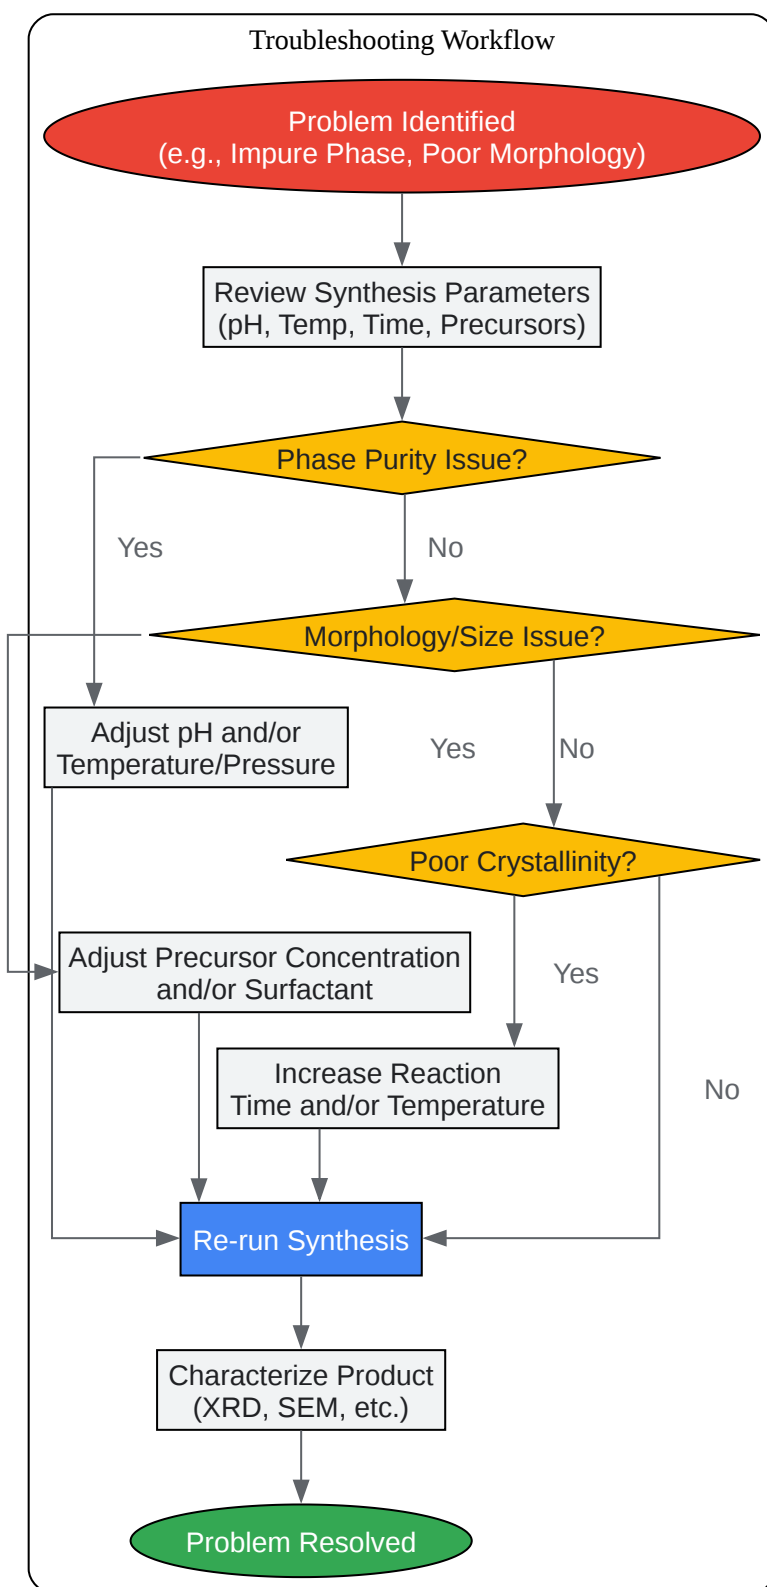 Troubleshooting Workflow
Problem Identified
(e.g., Impure Phase, Poor Morphology)
Review Synthesis Parameters
(pH, Temp, Time, Precursors)
Phase Purity Issue?
Yes
No
Morphology/Size Issue?
Adjust pH and/or
Temperature/Pressure
Yes
No
Poor Crystallinity?
Adjust Precursor Concentration
and/or Surfactant
Yes
Increase Reaction
Time and/or Temperature
No
Re-run Synthesis
Characterize Product
(XRD, SEM, etc.)
Problem Resolved